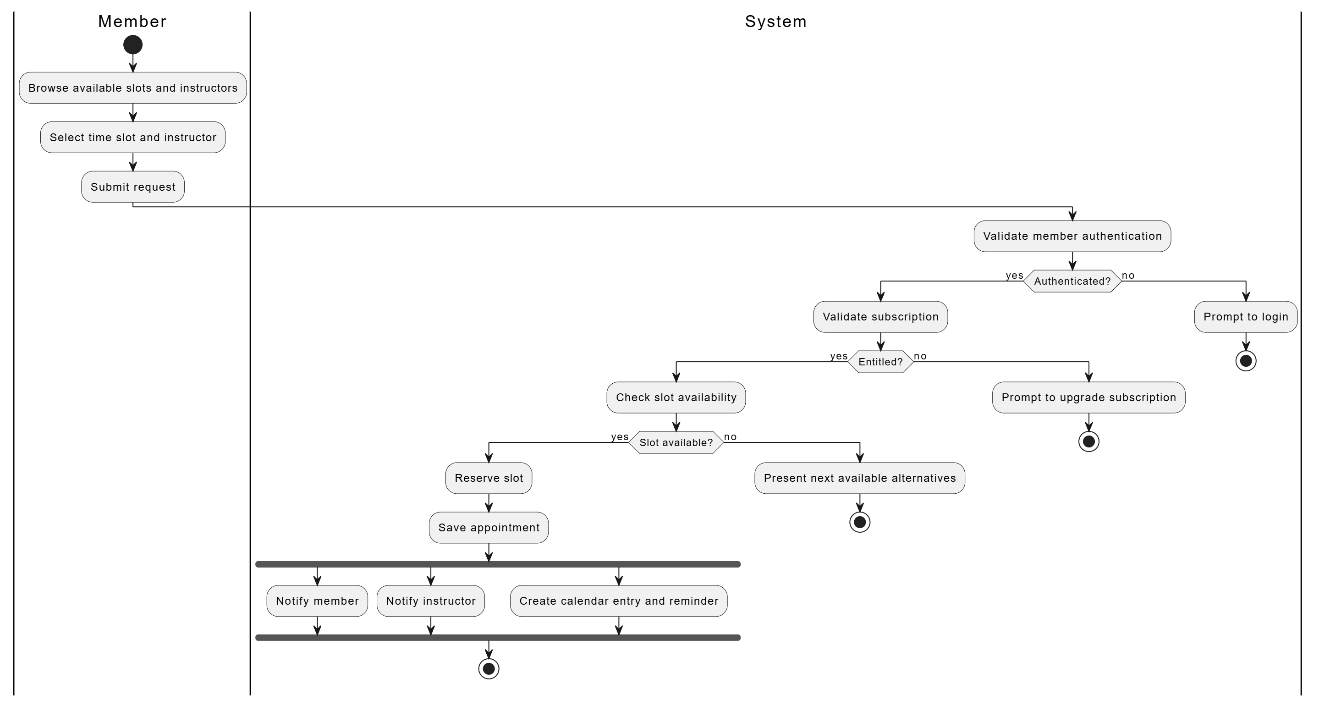 Member
System
Browse available slots and instructors
Select time slot and instructor
Submit request
Validate member authentication
yes
Authenticated?
no
Validate subscription
Prompt to login
yes
Entitled?
no
Check slot availability
Prompt to upgrade subscription
yes
Slot available?
no
Reserve slot
Present next available alternatives
Save appointment
Notify member
Notify instructor
Create calendar entry and reminder